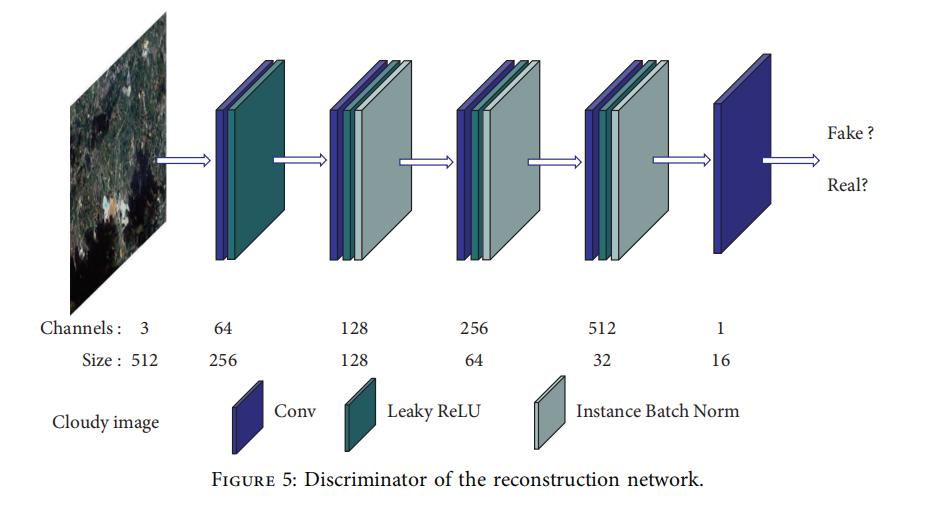 Fake ?
Real?
Channels : 3 64 128 256 512 1
Size : 512 256 128 64 32 16
Cloudy image Conv Leaky ReLU Instance Batch Norm
FIGURE 5: Discriminator of the reconstruction network.